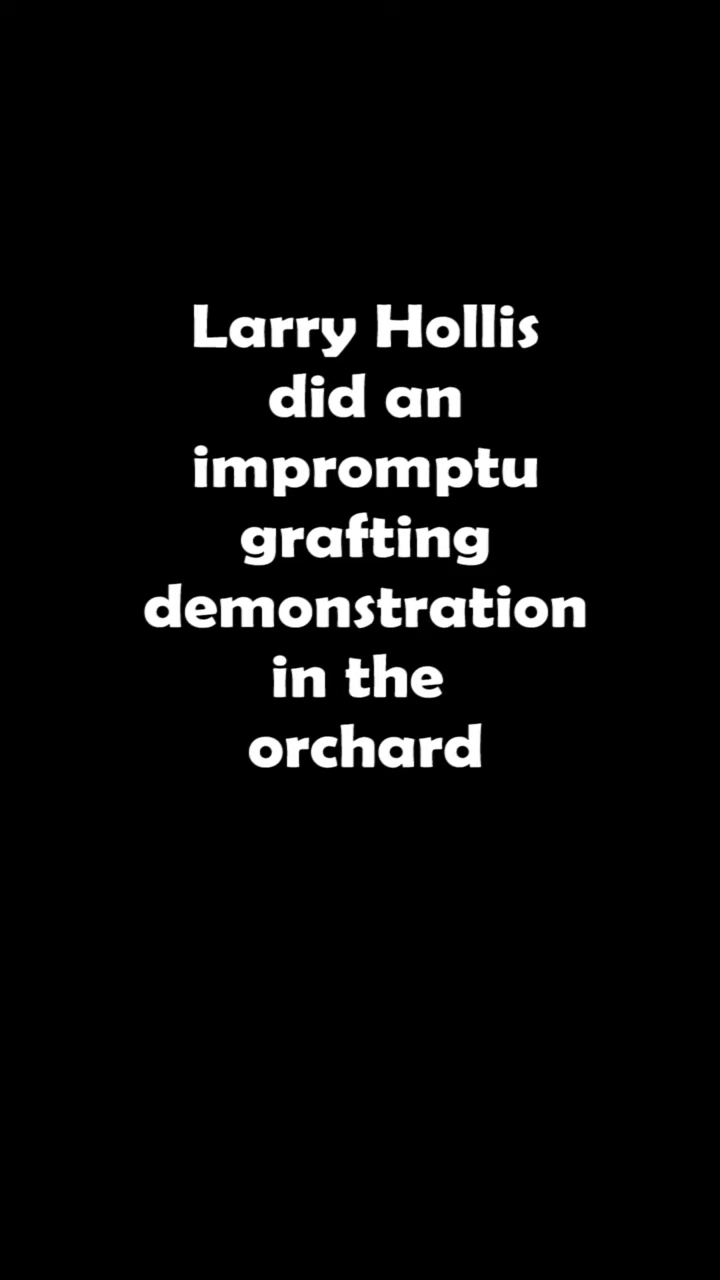 Larry Hollis
did an
impromptu
grafting
demonstration
in the
orchard